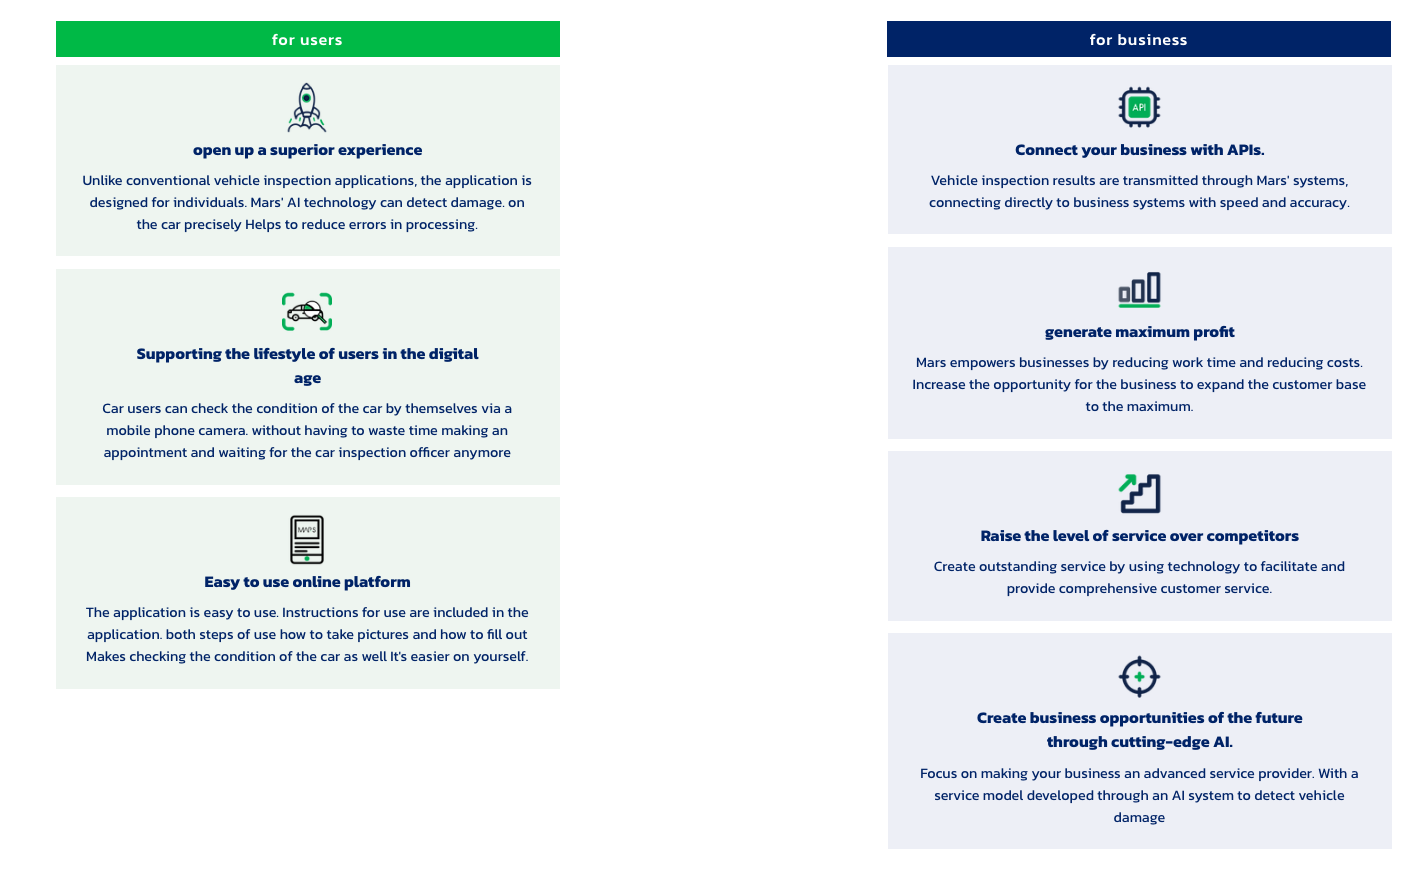 for users
open up a superior experience
Unlike conventional vehicle inspection applications, the application is
designed for individuals. Mars' AI technology can detect damage. on
the car precisely Helps to reduce errors in processing.
Supporting the lifestyle of users in the digital
age
Car users can check the condition of the car by themselves via a
mobile phone camera. without having to waste time making an
appointment and waiting for the car inspection officer anymore
MARS
Easy to use online platform
The application is easy to use. Instructions for use are included in the
application. both steps of use how to take pictures and how to fill out
Makes checking the condition of the car as well It's easier on yourself.
for business
API
Connect your business with APIs.
Vehicle inspection results are transmitted through Mars' systems,
connecting directly to business systems with speed and accuracy.
generate maximum profit
Mars empowers businesses by reducing work time and reducing costs.
Increase the opportunity for the business to expand the customer base
to the maximum.
Raise the level of service over competitors
Create outstanding service by using technology to facilitate and
provide comprehensive customer service.
Create business opportunities of the future
through cutting-edge AI.
Focus on making your business an advanced service provider. With a
service model developed through an AI system to detect vehicle
damage